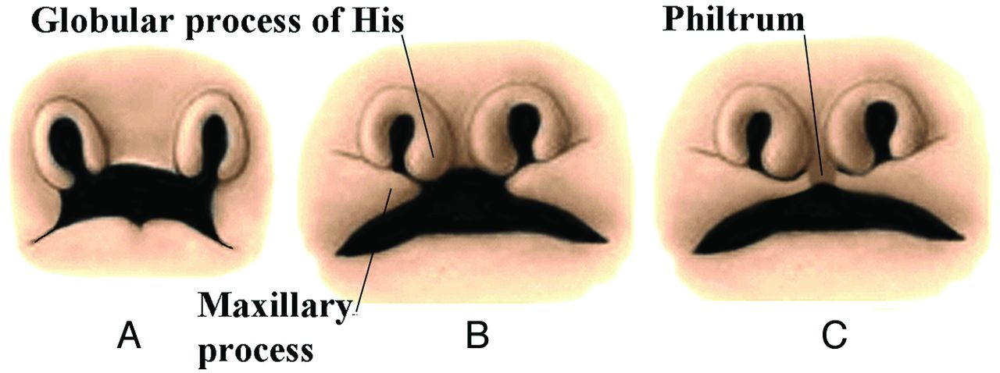 Globular process of His
Philtrum
Maxillary
process
A
B
C